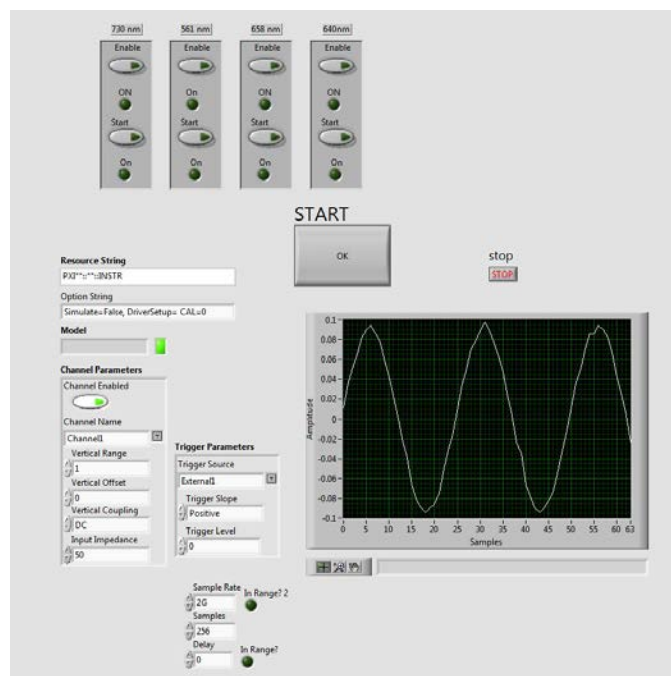 730 nm 561 nm 658 nm 640nm
Enable Enable Enable Enable
ON On ON ON
Start Start Start Start
On On On On
START
OK
stop
STOP
Resource String
PXI**::**::INSTR
Option String
Simulate=False, DriverSetup= CAL=0
Model
Channel Parameters
Channel Enabled
Channel Name
Channel1
Vertical Range
1
Vertical Offset
0
Vertical Coupling
DC
Input Impedance
50
Trigger Parameters
Trigger Source
External1
Trigger Slope
Positive
Trigger Level
0
Sample Rate
2G
In Range? 2
Samples
256
Delay
0
In Range?
Amplitude
0.1
0.08
0.06
0.04
0.02
0
-0.02
-0.04
-0.06
-0.08
-0.1
0 5 10 15 20 25 30 35 40 45 50 55 60 63
Samples